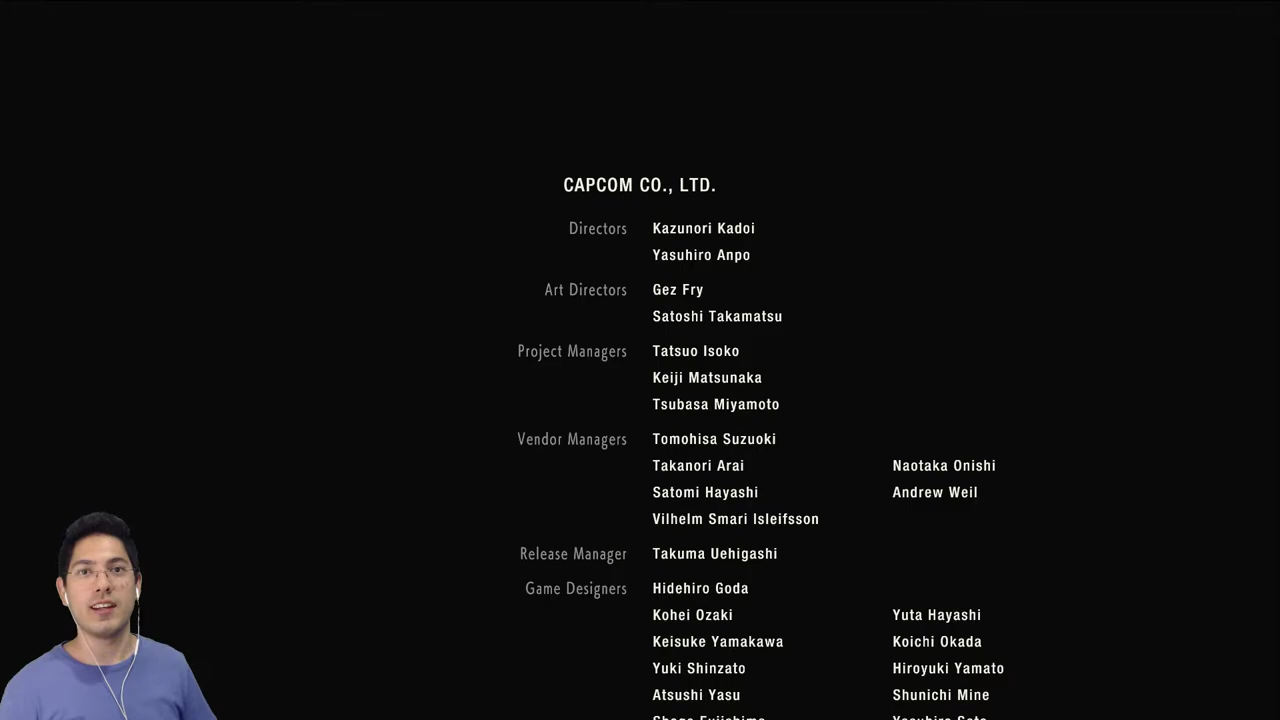 CAPCOM CO., LTD.
Directors Kazunori Kadoi
Yasuhiro Anpo
Art Directors Gez Fry
Satoshi Takamatsu
Project Managers Tatsuo Isoko
Keiji Matsunaka
Tsubasa Miyamoto
Vendor Managers Tomohisa Suzuoki
Takanori Arai Naotaka Onishi
Satomi Hayashi Andrew Weil
Vilhelm Smari Isleifsson
Release Manager Takuma Uehigashi
Game Designers Hidehiro Goda
Kohei Ozaki Yuta Hayashi
Keisuke Yamakawa Koichi Okada
Yuki Shinzato Hiroyuki Yamato
Atsushi Yasu Shunichi Mine